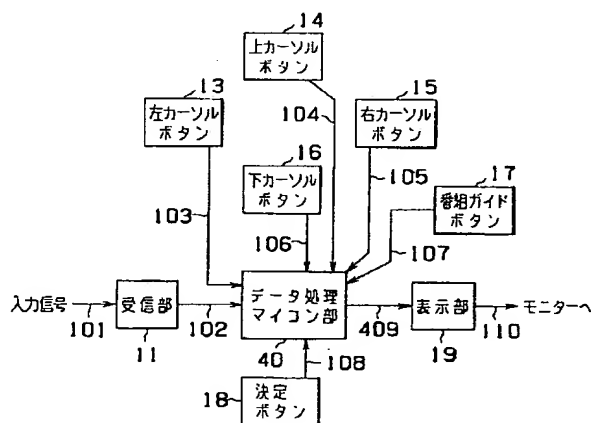 14
上カーソル
ボタン
13
左カーソル
ボタン
104
15
右カーソル
ボタン
16
下カーソル
ボタン
105
17
番組ガイド
ボタン
103
106
107
入力信号
101
受信部
11
102
データ処理
マイコン部
40
409
表示部
19
110
モニターへ
108
18
決定
ボタン